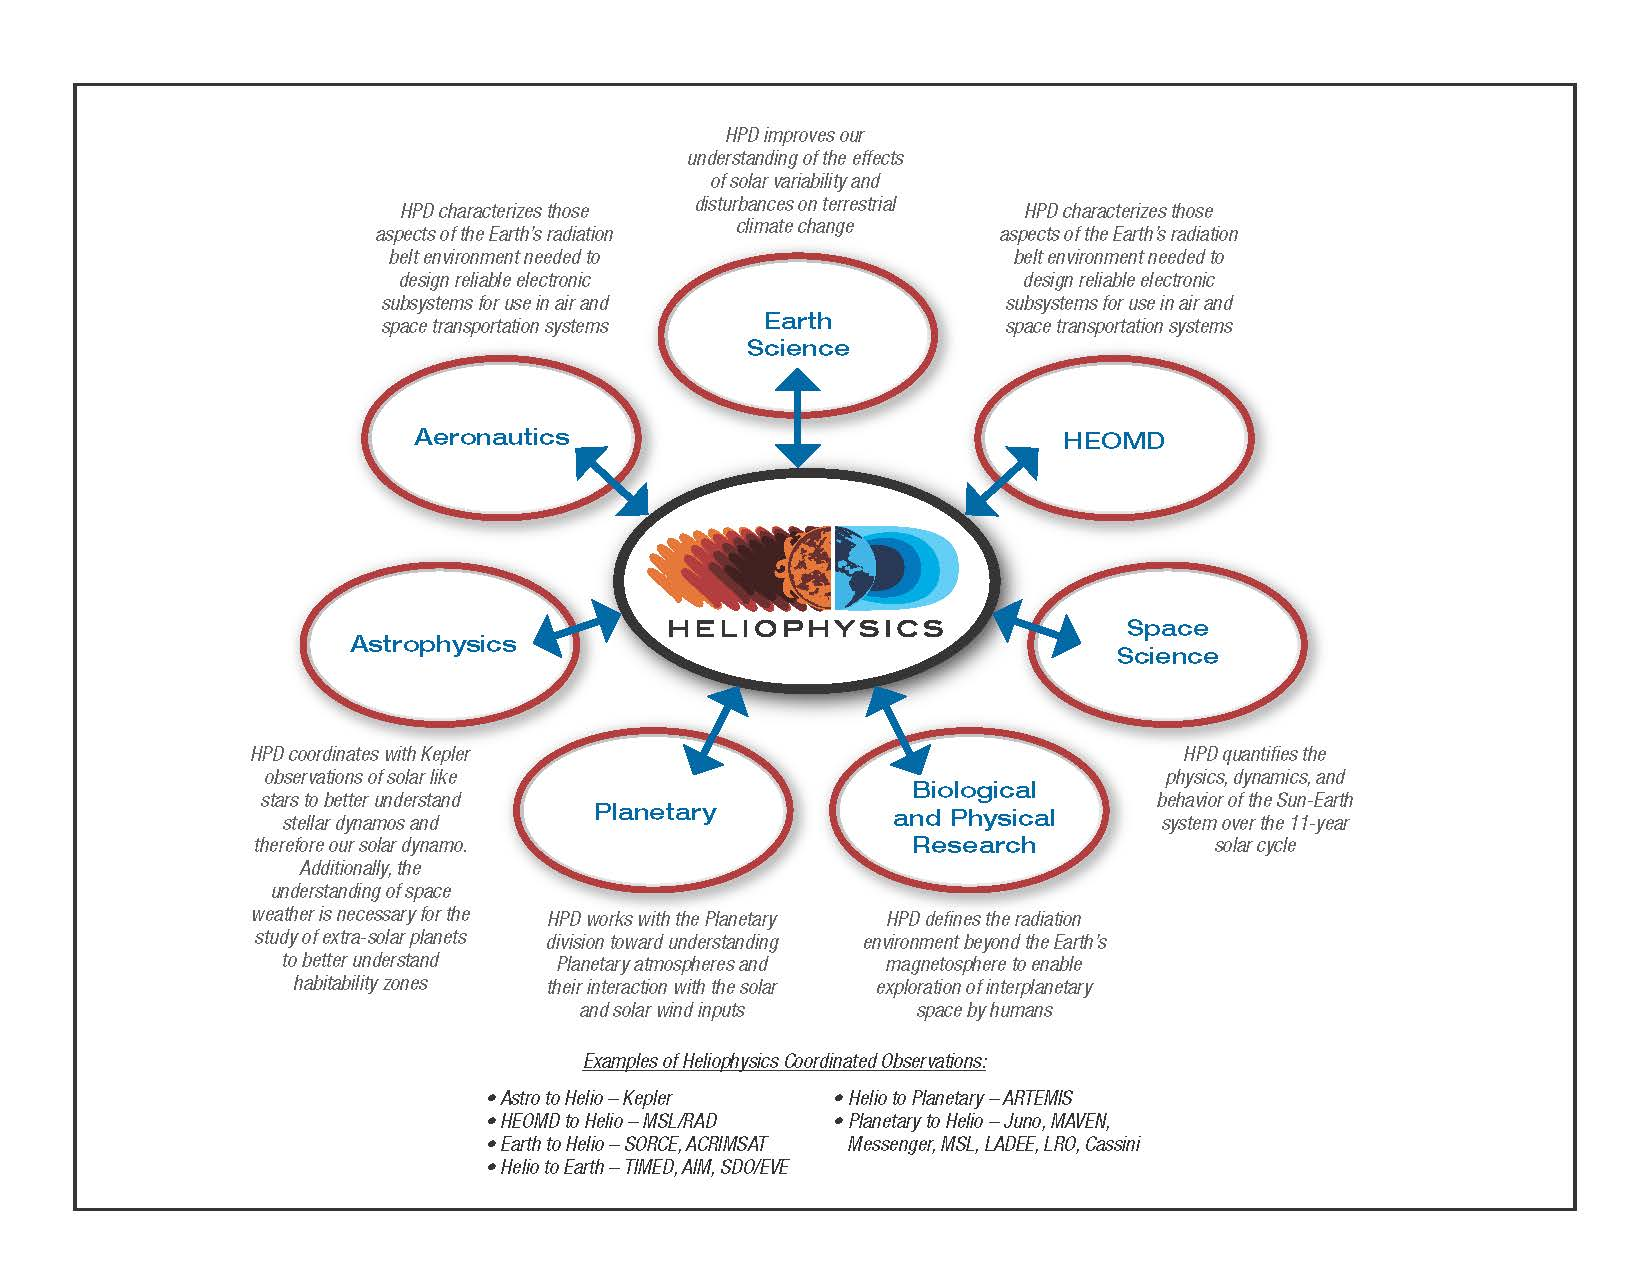 HPD improves our
understanding of the effects
of solar variability and
disturbances on terrestrial
climate change
HPD characterizes those
aspects of the Earth's radiation
belt environment needed to
design reliable electronic
subsystems for use in air and
space transportation systems
HPD characterizes those
aspects of the Earth's radiation
belt environment needed to
design reliable electronic
subsystems for use in air and
space transportation systems
Earth
Science
Aeronautics
HEOMD
HELIOPHYSICS
Astrophysics
Space
Science
Planetary
Biological
and Physical
Research
HPD coordinates with Kepler
observations of solar like
stars to better understand
stellar dynamos and
therefore our solar dynamo.
Additionally, the
understanding of space
weather is necessary for the
study of extra-solar planets
to better understand
habitability zones
HPD works with the Planetary
division toward understanding
Planetary atmospheres and
their interaction with the solar
and solar wind inputs
HPD defines the radiation
environment beyond the Earth's
magnetosphere to enable
exploration of interplanetary
space by humans
HPD quantifies the
physics, dynamics, and
behavior of the Sun-Earth
system over the 11-year
solar cycle
Examples of Heliophysics Coordinated Observations:
• Astro to Helio – Kepler
• HEOMD to Helio – MSL/RAD
• Earth to Helio – SORCE, ACRIMSAT
• Helio to Earth – TIMED, AIM, SDO/EVE
• Helio to Planetary – ARTEMIS
• Planetary to Helio – Juno, MAVEN,
Messenger, MSL, LADEE, LRO, Cassini